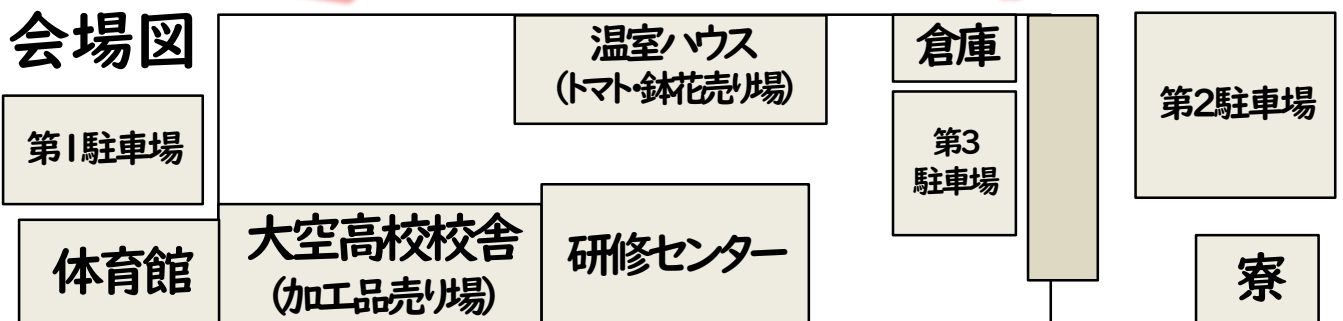 会場図
温室ハウス
(トマト・鉢花売り場)
倉庫
第2駐車場
第1駐車場
第3
駐車場
大空高校校舎
(加工品売り場)
研修センター
体育館
寮